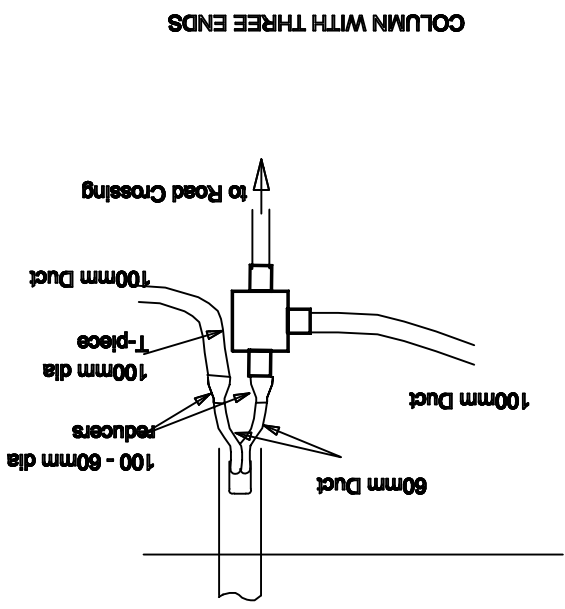 60mm Duct
100 - 60mm dia
reducers
100mm Duct
100mm dia
T-piece
100mm Duct
to Road Crossing
COLUMN WITH THREE ENDS